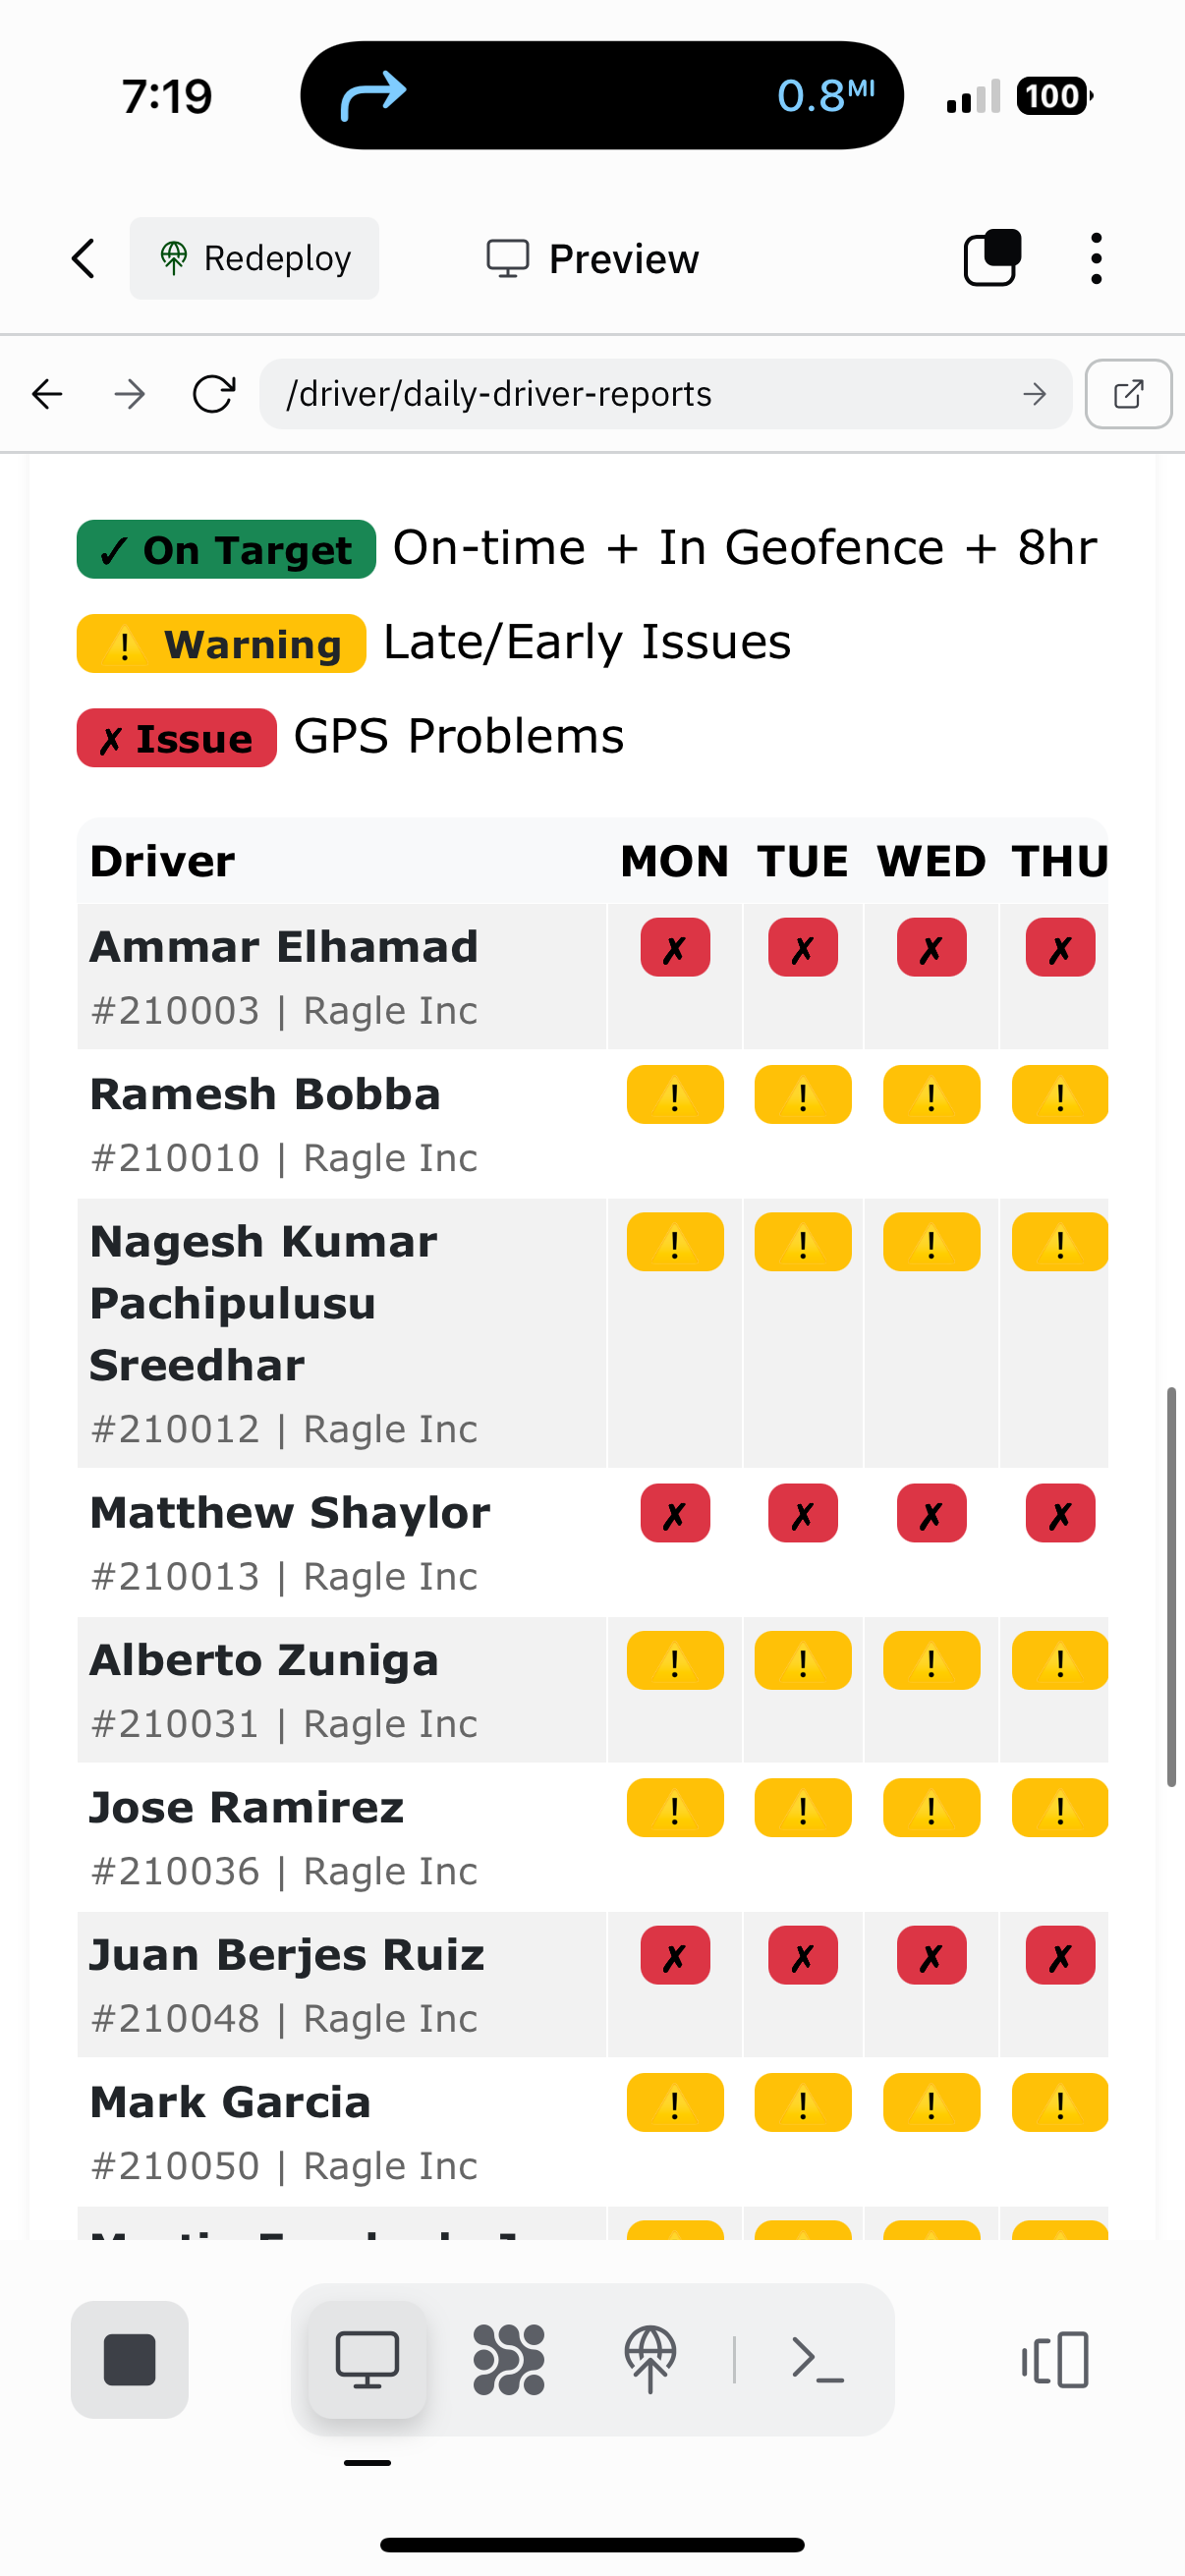 7:19
0.8MI
100
Redeploy
Preview
/driver/daily-driver-reports
✓ On Target On-time + In Geofence + 8hr
⚠️ Warning Late/Early Issues
✗ Issue GPS Problems
Driver MON TUE WED THU
Ammar Elhamad ✗ ✗ ✗ ✗
#210003 | Ragle Inc
Ramesh Bobba ⚠️ ⚠️ ⚠️ ⚠️
#210010 | Ragle Inc
Nagesh Kumar ⚠️ ⚠️ ⚠️ ⚠️
Pachipulusu
Sreedhar
#210012 | Ragle Inc
Matthew Shaylor ✗ ✗ ✗ ✗
#210013 | Ragle Inc
Alberto Zuniga ⚠️ ⚠️ ⚠️ ⚠️
#210031 | Ragle Inc
Jose Ramirez ⚠️ ⚠️ ⚠️ ⚠️
#210036 | Ragle Inc
Juan Berjes Ruiz ✗ ✗ ✗ ✗
#210048 | Ragle Inc
Mark Garcia ⚠️ ⚠️ ⚠️ ⚠️
#210050 | Ragle Inc